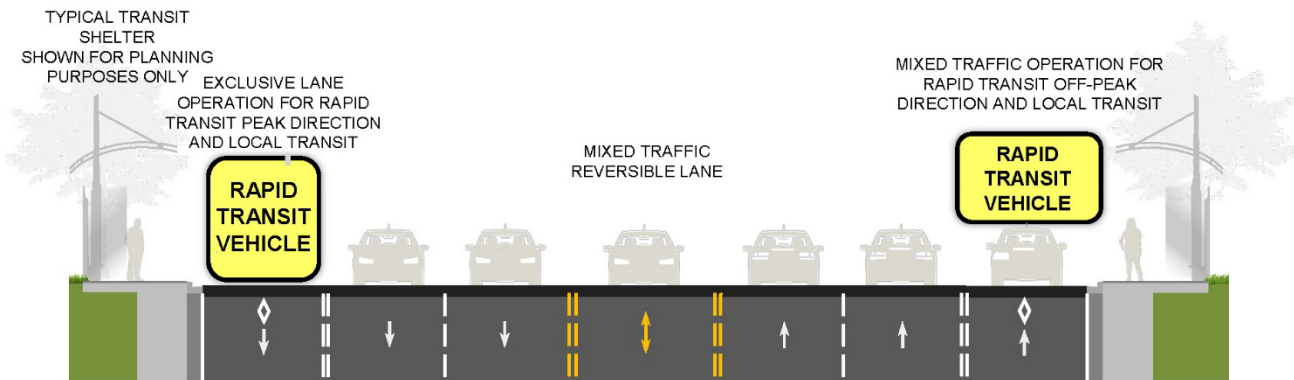 TYPICAL TRANSIT
SHELTER
SHOWN FOR PLANNING
PURPOSES ONLY
EXCLUSIVE LANE
OPERATION FOR RAPID
TRANSIT PEAK DIRECTION
AND LOCAL TRANSIT
RAPID
TRANSIT
VEHICLE
MIXED TRAFFIC
REVERSIBLE LANE
MIXED TRAFFIC OPERATION FOR
RAPID TRANSIT OFF-PEAK
DIRECTION AND LOCAL TRANSIT
RAPID
TRANSIT
VEHICLE